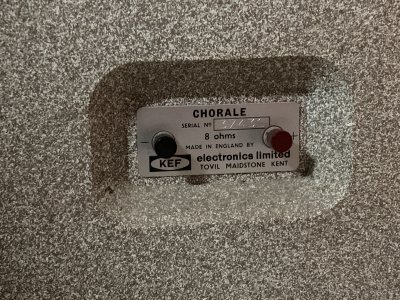 CHORALE
SERIAL Nº
8 ohms
MADE IN ENGLAND BY
KEF electronics limited
TOVIL MAIDSTONE KENT